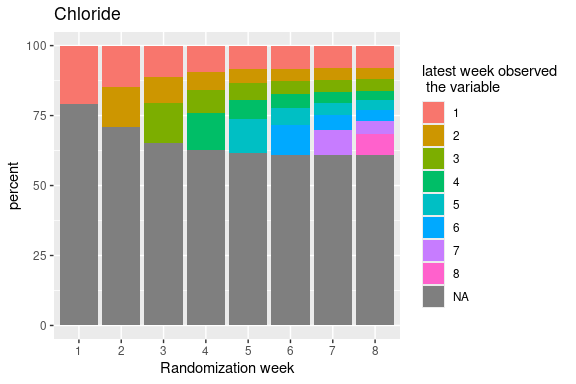 Chloride
100
75
50
25
0
percent
1 2 3 4 5 6 7 8
Randomization week
latest week observed
the variable
1
2
3
4
5
6
7
8
NA